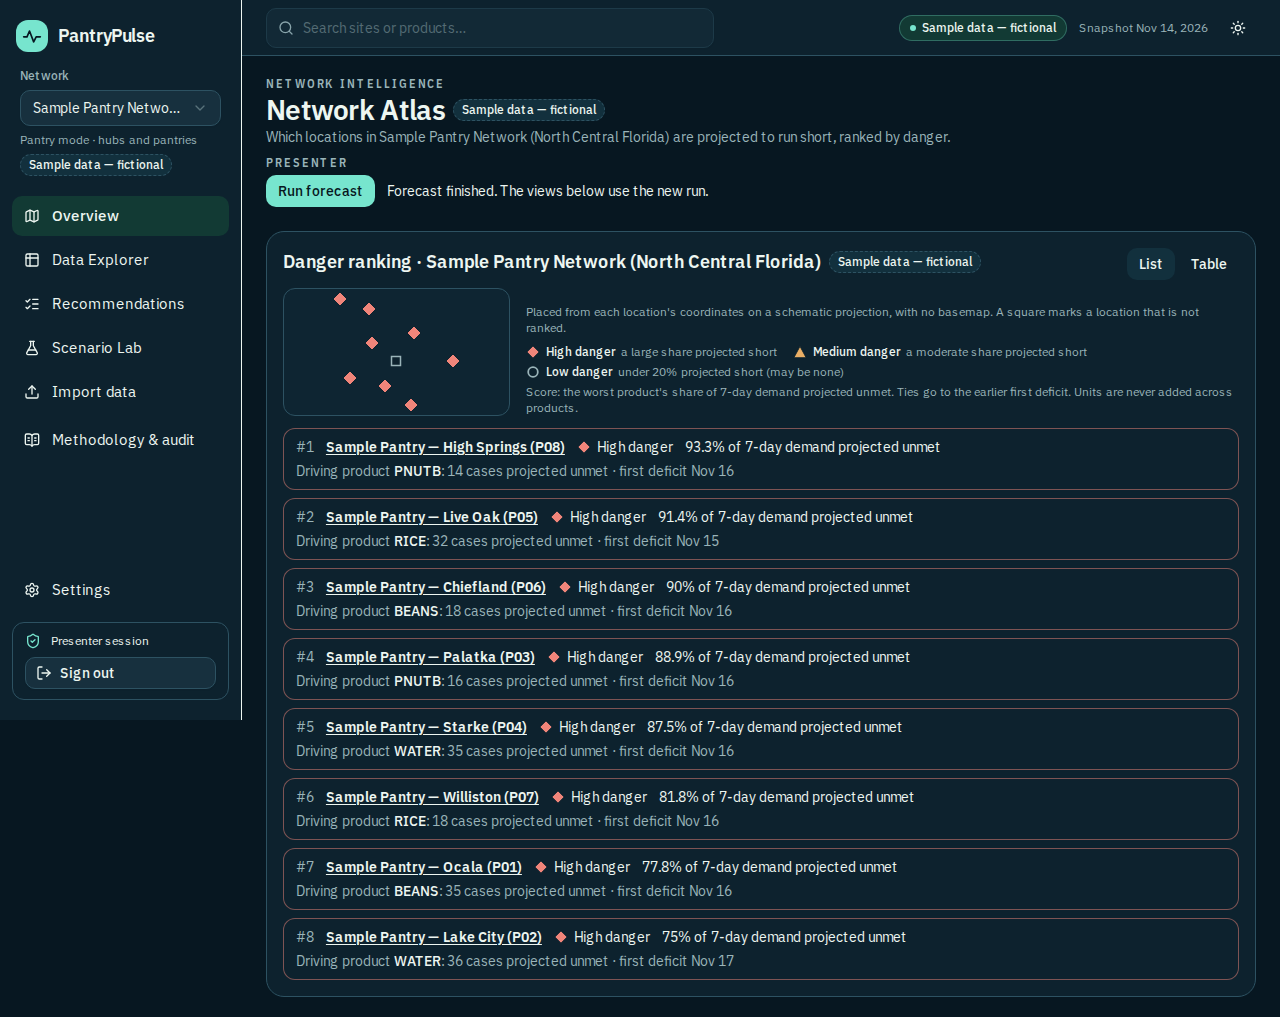 PantryPulse
Network
Sample Pantry Netwo...
Pantry mode · hubs and pantries
Sample data — fictional
Overview
Data Explorer
Recommendations
Scenario Lab
Import data
Methodology & audit
Settings
Presenter session
Sign out
Search sites or products...
Sample data — fictional
Snapshot Nov 14, 2026
NETWORK INTELLIGENCE
Network Atlas Sample data — fictional
Which locations in Sample Pantry Network (North Central Florida) are projected to run short, ranked by danger.
PRESENTER
Run forecast Forecast finished. The views below use the new run.
Danger ranking · Sample Pantry Network (North Central Florida) Sample data — fictional
List Table
Placed from each location's coordinates on a schematic projection, with no basemap. A square marks a location that is not
ranked.
High danger a large share projected short Medium danger a moderate share projected short
Low danger under 20% projected short (may be none)
Score: the worst product's share of 7-day demand projected unmet. Ties go to the earlier first deficit. Units are never added across
products.
#1 Sample Pantry — High Springs (P08) High danger 93.3% of 7-day demand projected unmet
Driving product PNUTB: 14 cases projected unmet · first deficit Nov 16
#2 Sample Pantry — Live Oak (P05) High danger 91.4% of 7-day demand projected unmet
Driving product RICE: 32 cases projected unmet · first deficit Nov 15
#3 Sample Pantry — Chiefland (P06) High danger 90% of 7-day demand projected unmet
Driving product BEANS: 18 cases projected unmet · first deficit Nov 16
#4 Sample Pantry — Palatka (P03) High danger 88.9% of 7-day demand projected unmet
Driving product PNUTB: 16 cases projected unmet · first deficit Nov 16
#5 Sample Pantry — Starke (P04) High danger 87.5% of 7-day demand projected unmet
Driving product WATER: 35 cases projected unmet · first deficit Nov 16
#6 Sample Pantry — Williston (P07) High danger 81.8% of 7-day demand projected unmet
Driving product RICE: 18 cases projected unmet · first deficit Nov 16
#7 Sample Pantry — Ocala (P01) High danger 77.8% of 7-day demand projected unmet
Driving product BEANS: 35 cases projected unmet · first deficit Nov 16
#8 Sample Pantry — Lake City (P02) High danger 75% of 7-day demand projected unmet
Driving product WATER: 36 cases projected unmet · first deficit Nov 17